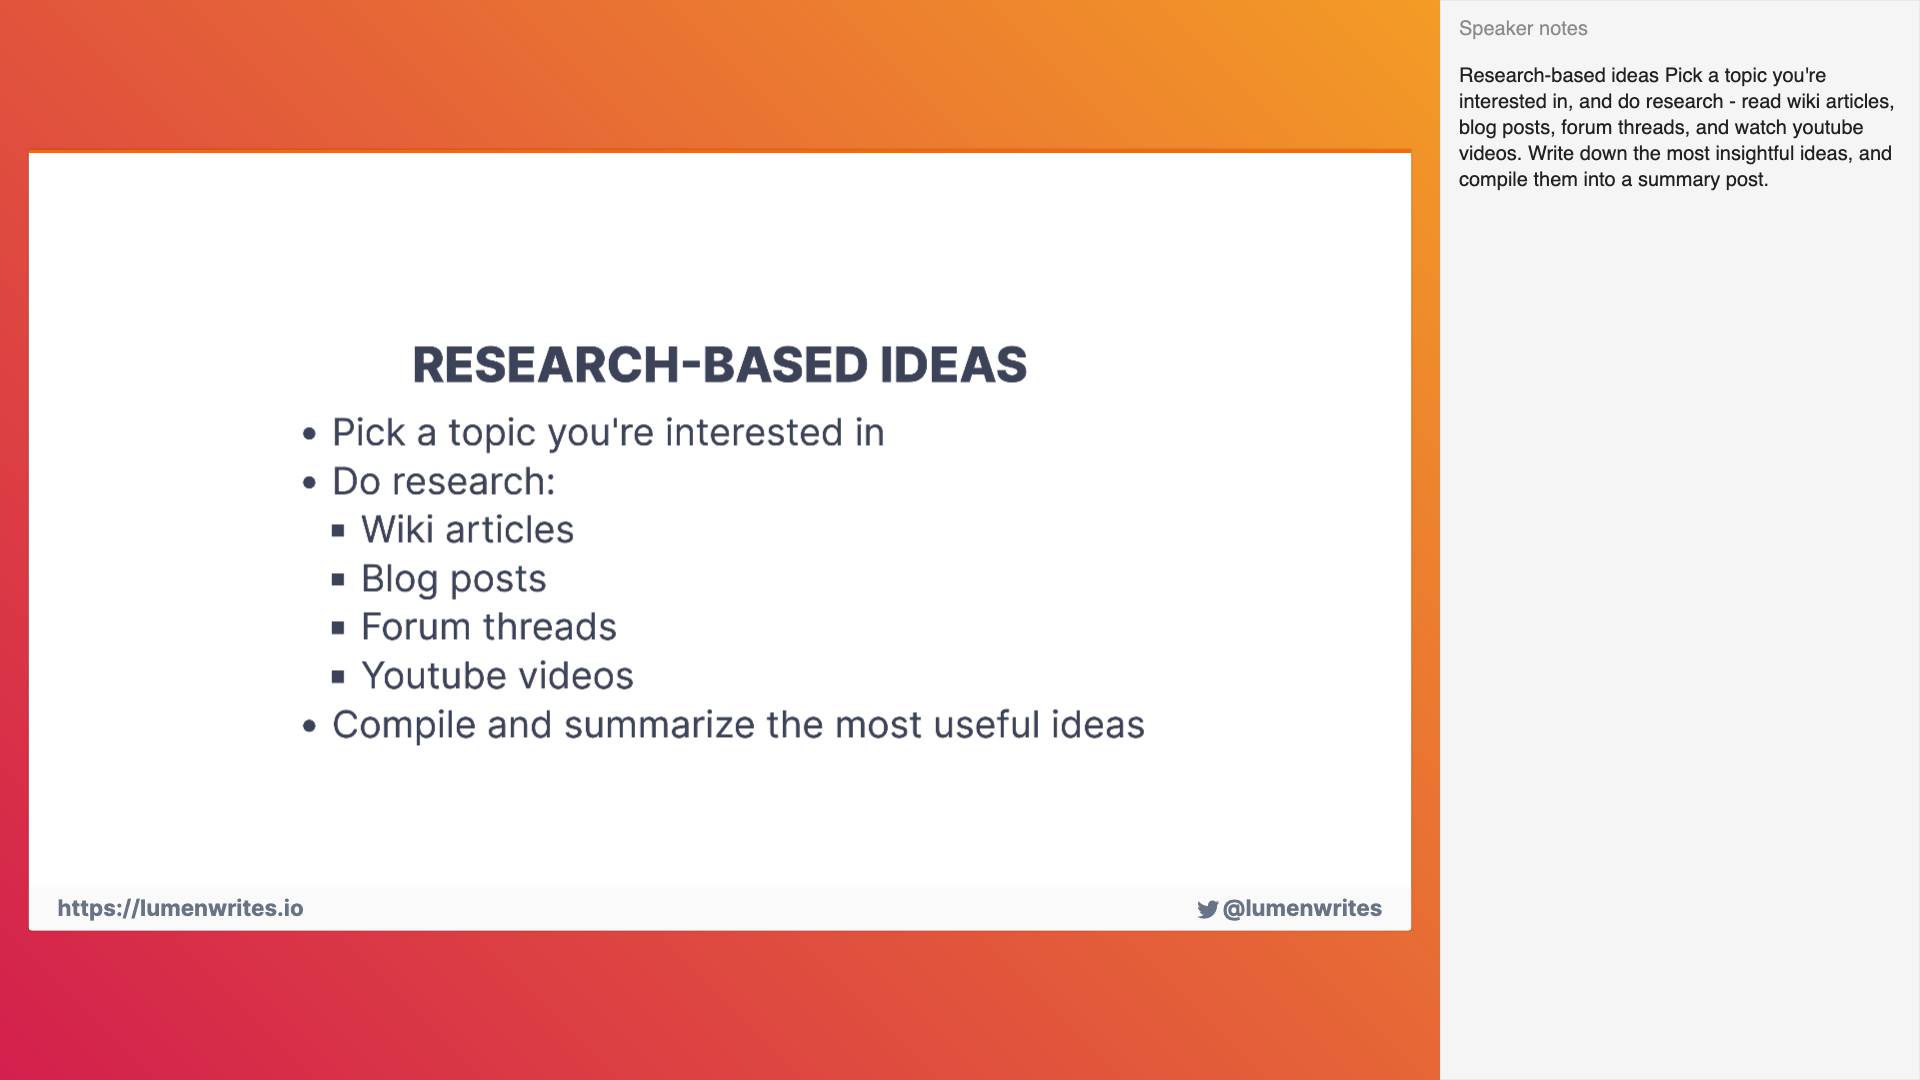 RESEARCH-BASED IDEAS
• Pick a topic you're interested in
• Do research:
▪ Wiki articles
▪ Blog posts
▪ Forum threads
▪ Youtube videos
• Compile and summarize the most useful ideas
https://lumenwrites.io
@lumenwrites
Speaker notes
Research-based ideas Pick a topic you're
interested in, and do research - read wiki articles,
blog posts, forum threads, and watch youtube
videos. Write down the most insightful ideas, and
compile them into a summary post.